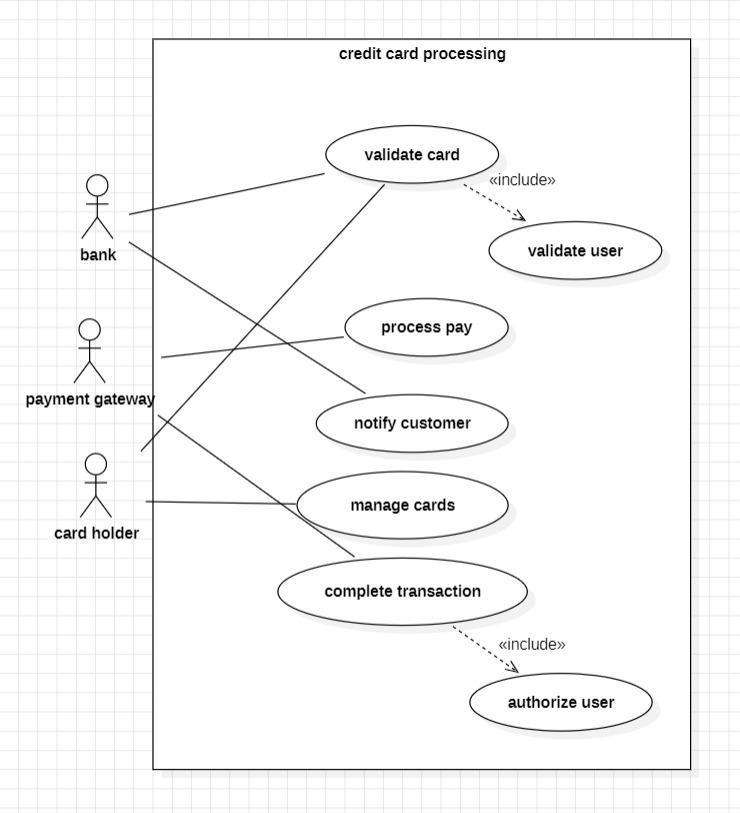 credit card processing
validate card
«include»
validate user
bank
process pay
payment gateway
notify customer
card holder
manage cards
complete transaction
«include»
authorize user